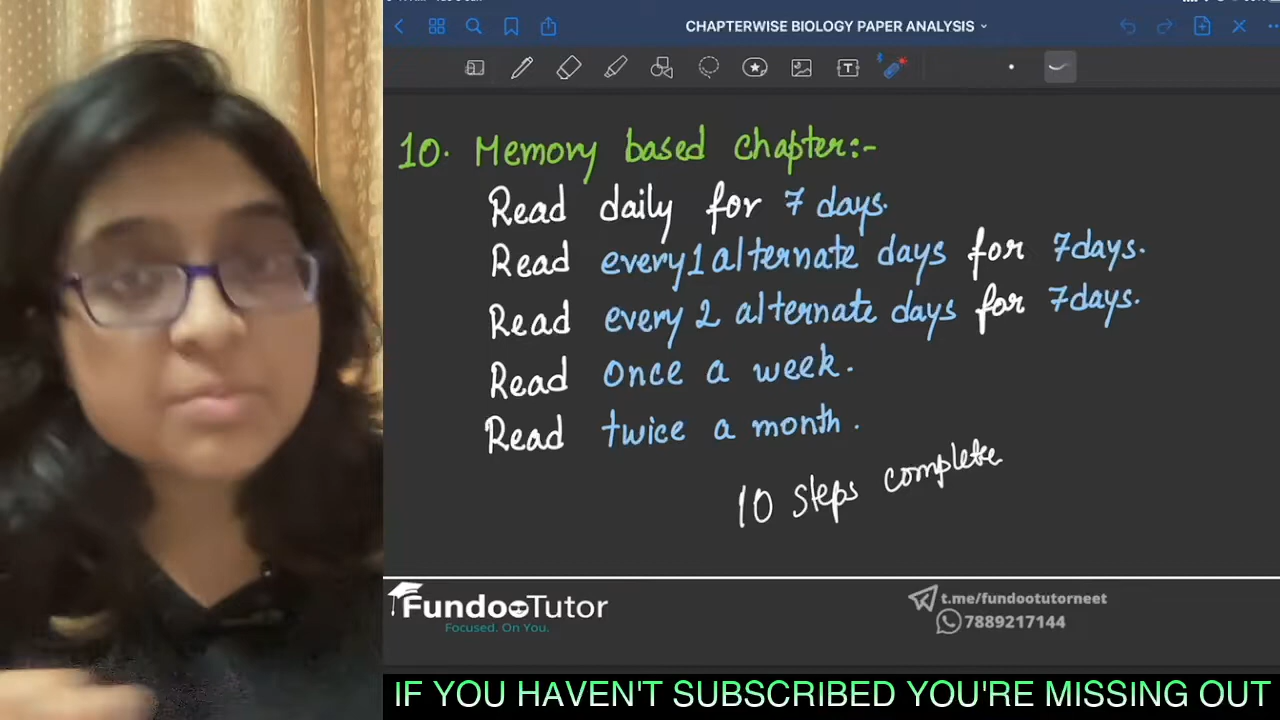 CHAPTERWISE BIOLOGY PAPER ANALYSIS
T
10. Memory based chapter:-
Read daily for 7 days.
Read every 1 alternate days for 7days.
Read every 2 alternate days for 7days.
Read once a week.
Read twice a month.
10 Steps complete
FundooTutor
Focused. On You.
t.me/fundootutorneet
7889217144
IF YOU HAVEN'T SUBSCRIBED YOU'RE MISSING OUT